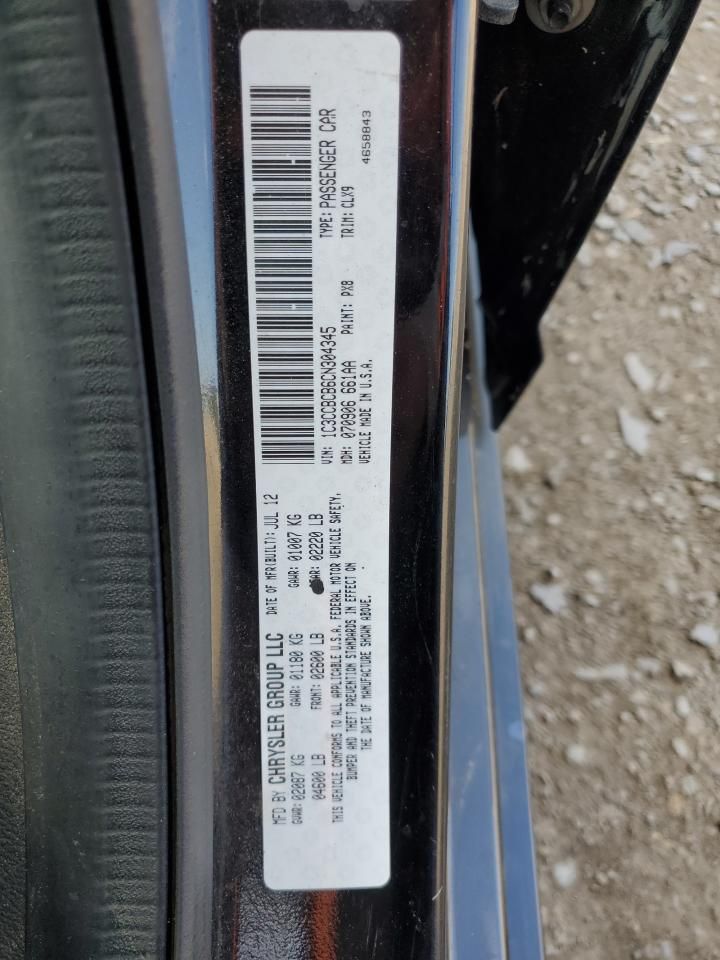 MFD BY CHRYSLER GROUP LLC DATE OF MFR(BUILT): JUL 12
GVWR: 02087 KG GAWR: 01180 KG GAWR: 01007 KG
04600 LB FRONT: 02600 LB 02220 LB
THIS VEHICLE CONFORMS TO ALL APPLICABLE U.S.A. FEDERAL MOTOR VEHICLE SAFETY,
BUMPER AND THEFT PREVENTION STANDARDS IN EFFECT ON
THE DATE OF MANUFACTURE SHOWN ABOVE.
VIN: 1C3CCBCB6CN304345 TYPE: PASSENGER CAR
MDH: 070906 661AA PAINT: PX8 TRIM: CLX9
VEHICLE MADE IN U.S.A. 4658843